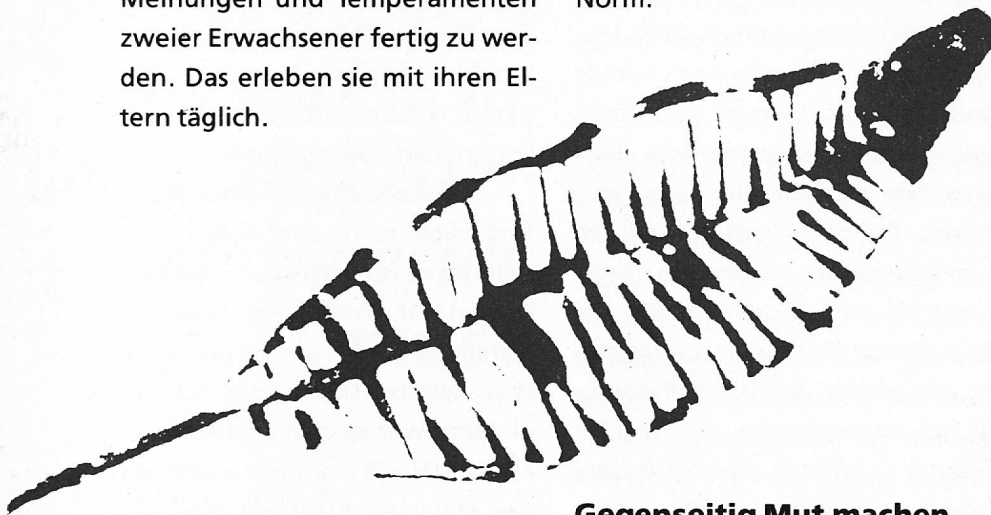 Meinungen und Temperamenten
zweier Erwachsener fertig zu wer-
den. Das erleben sie mit ihren El-
tern täglich.
Norm.
Gegenseitig Mut machen